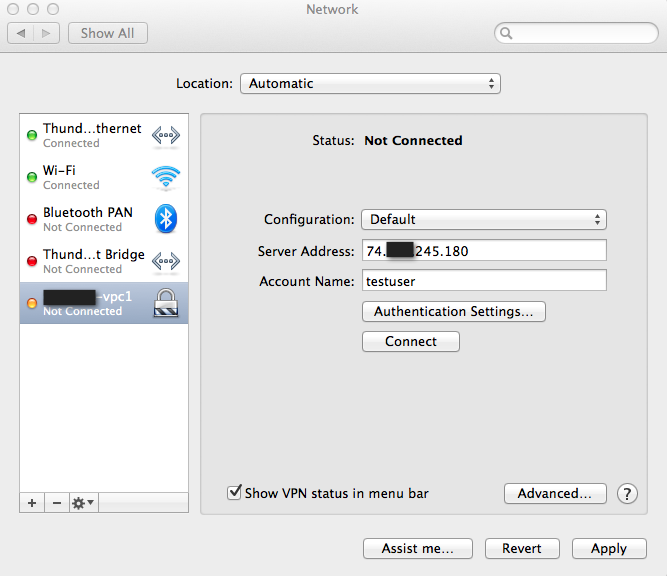 Network
Show All
Location: Automatic
Thund...thernet
Connected
Wi-Fi
Connected
Bluetooth PAN
Not Connected
Thund...t Bridge
Not Connected
-vpc1
Not Connected
Status: Not Connected
Configuration: Default
Server Address: 74. 245.180
Account Name: testuser
Authentication Settings...
Connect
Show VPN status in menu bar
Advanced...
?
Assist me...
Revert
Apply